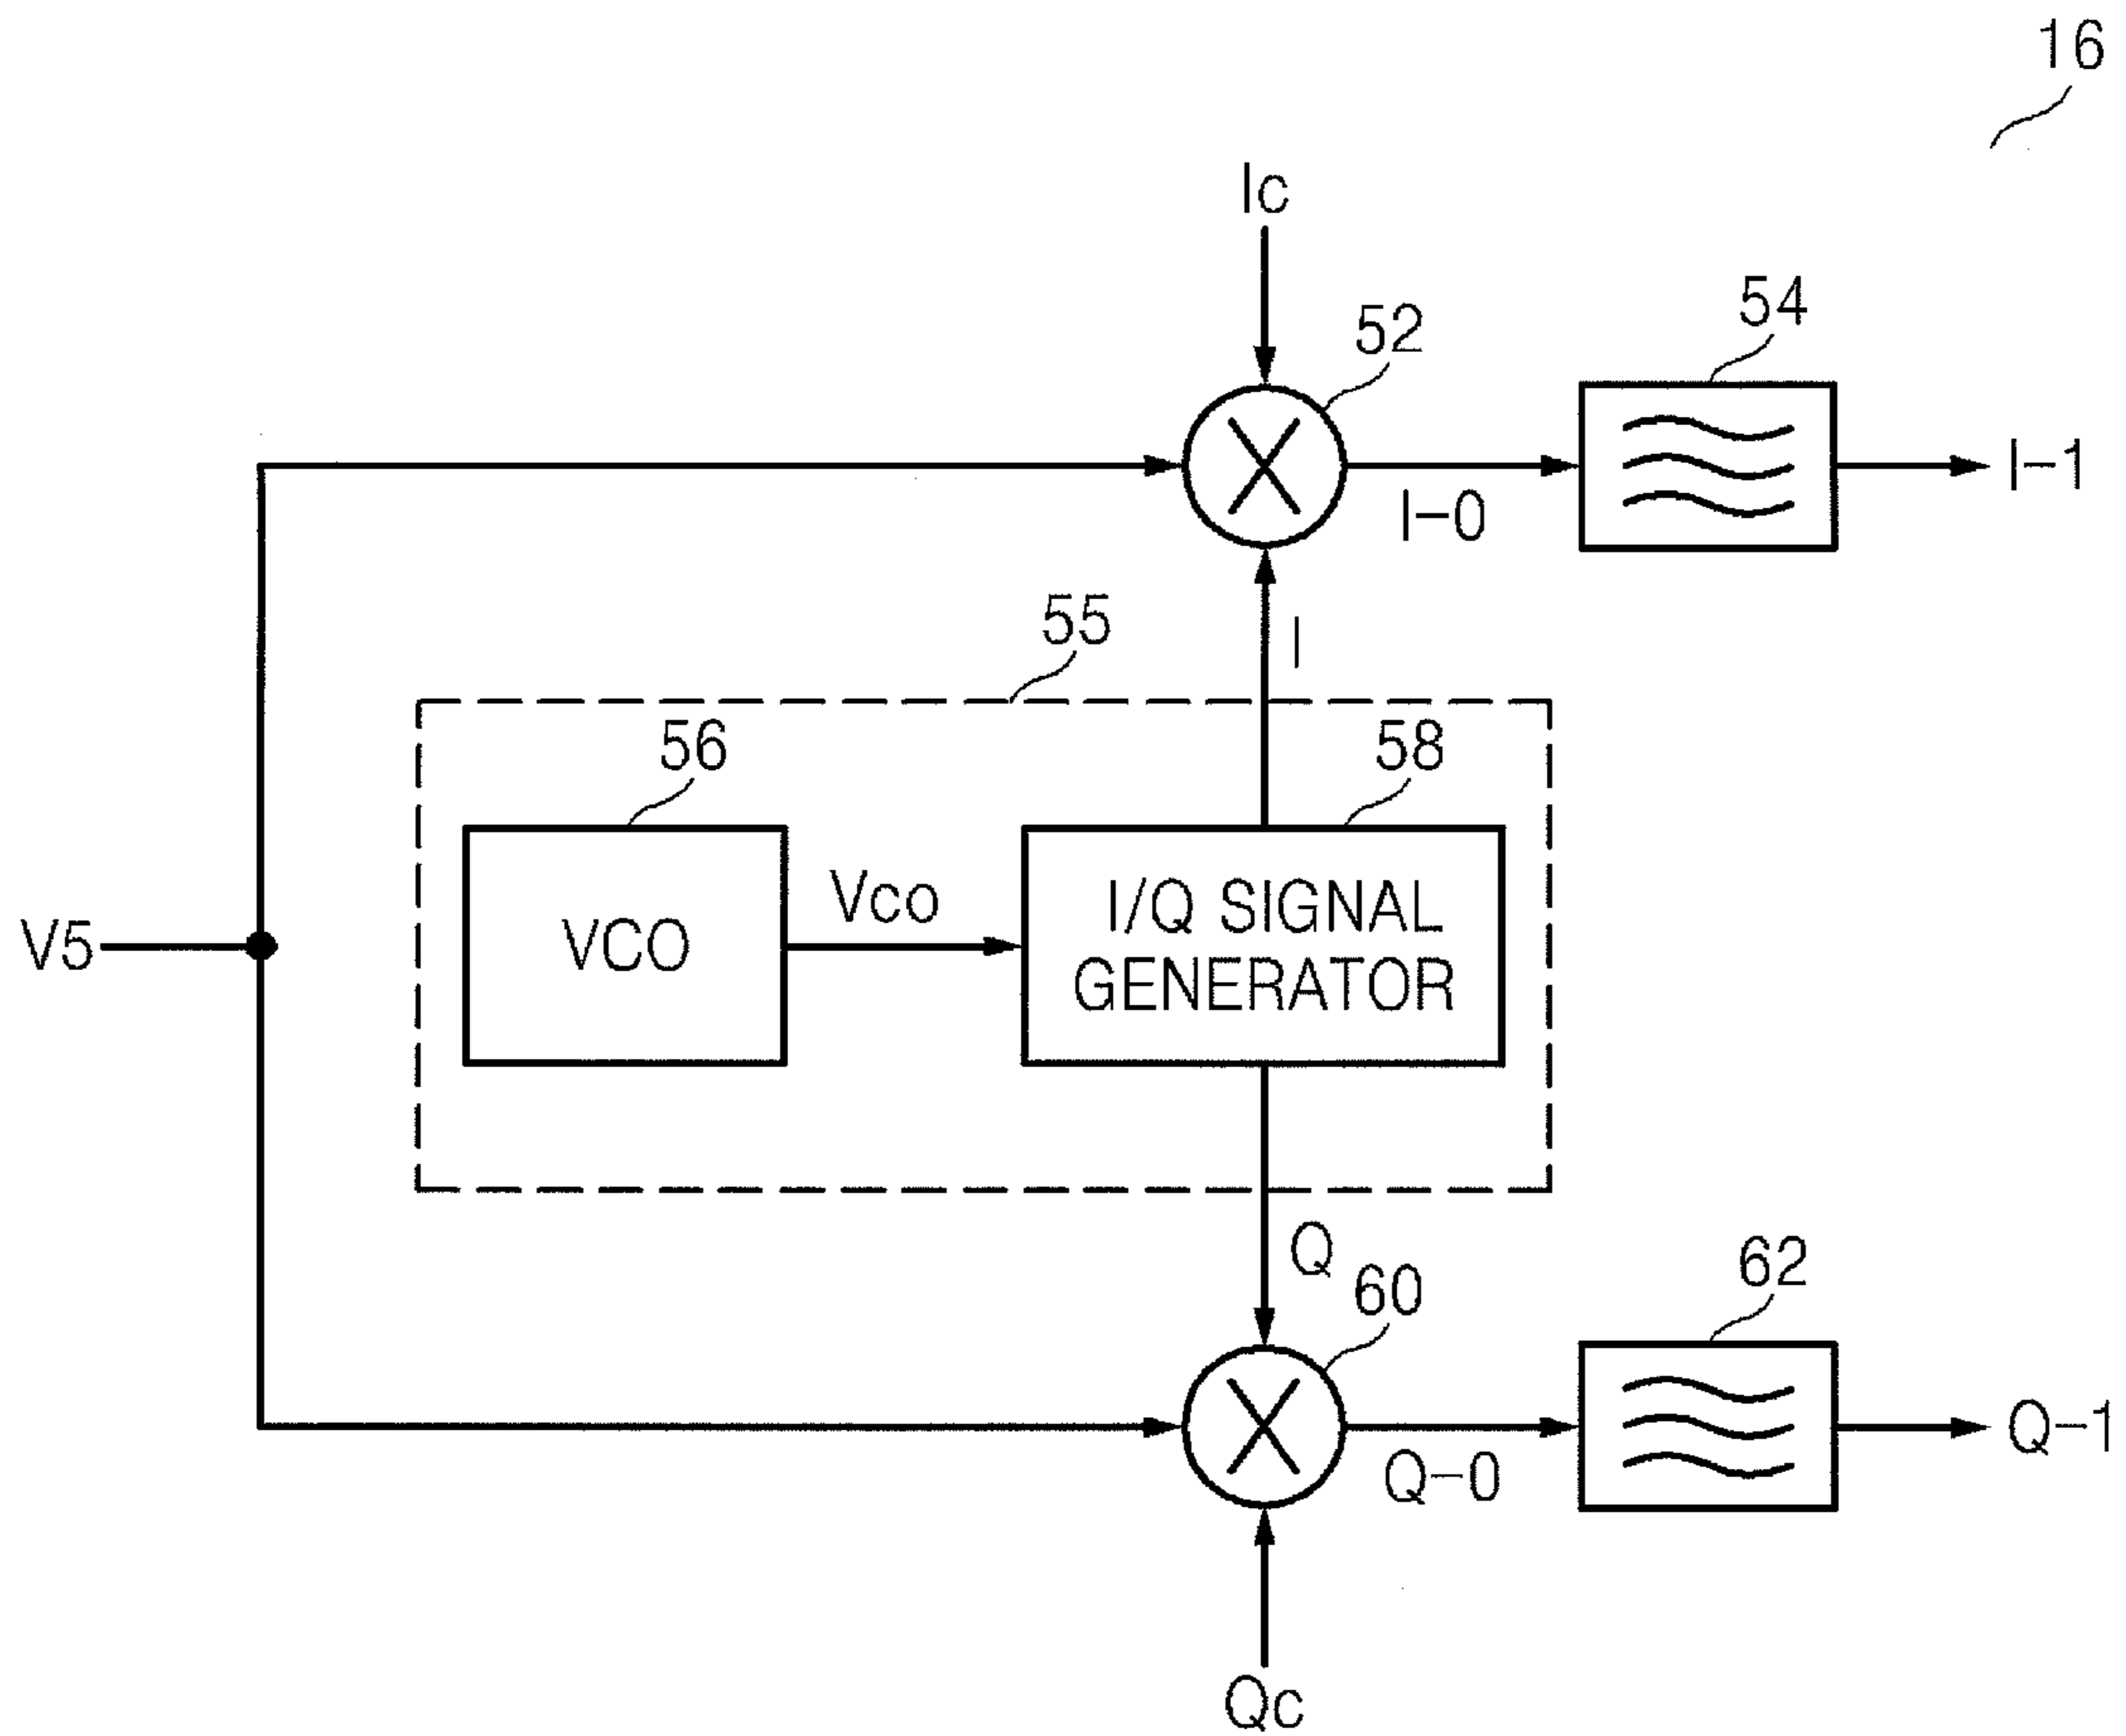 16
Ic
52
54
I-0
I-1
I
55
56
58
VCO
Vco
I/Q SIGNAL
GENERATOR
V5
Q
60
62
Q-0
Q-1
Qc